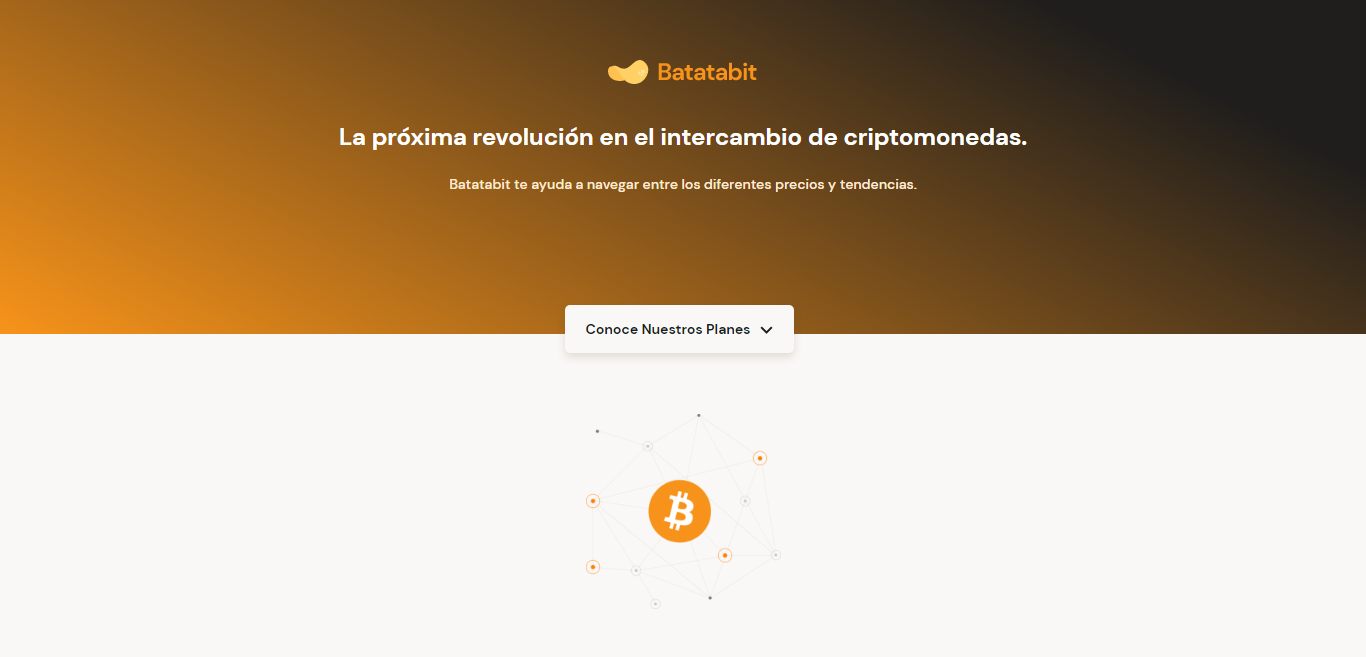 Batatabit
La próxima revolución en el intercambio de criptomonedas.
Batatabit te ayuda a navegar entre los diferentes precios y tendencias.
Conoce Nuestros Planes